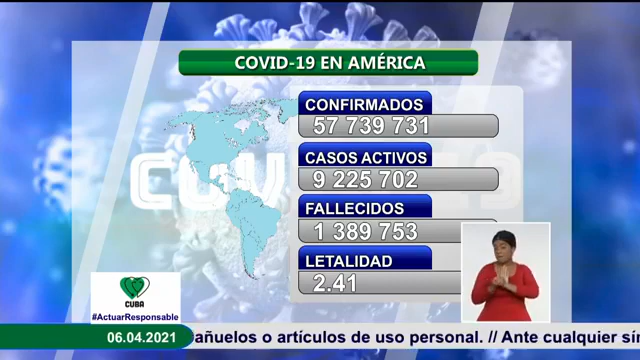 COVID-19 EN AMÉRICA
CONFIRMADOS
57 739 731
CASOS ACTIVOS
9 225 702
FALLECIDOS
1 389 753
LETALIDAD
2.41
CUBA
#ActuarResponsable
06.04.2021
añuelos o artículos de uso personal. // Ante cualquier sín